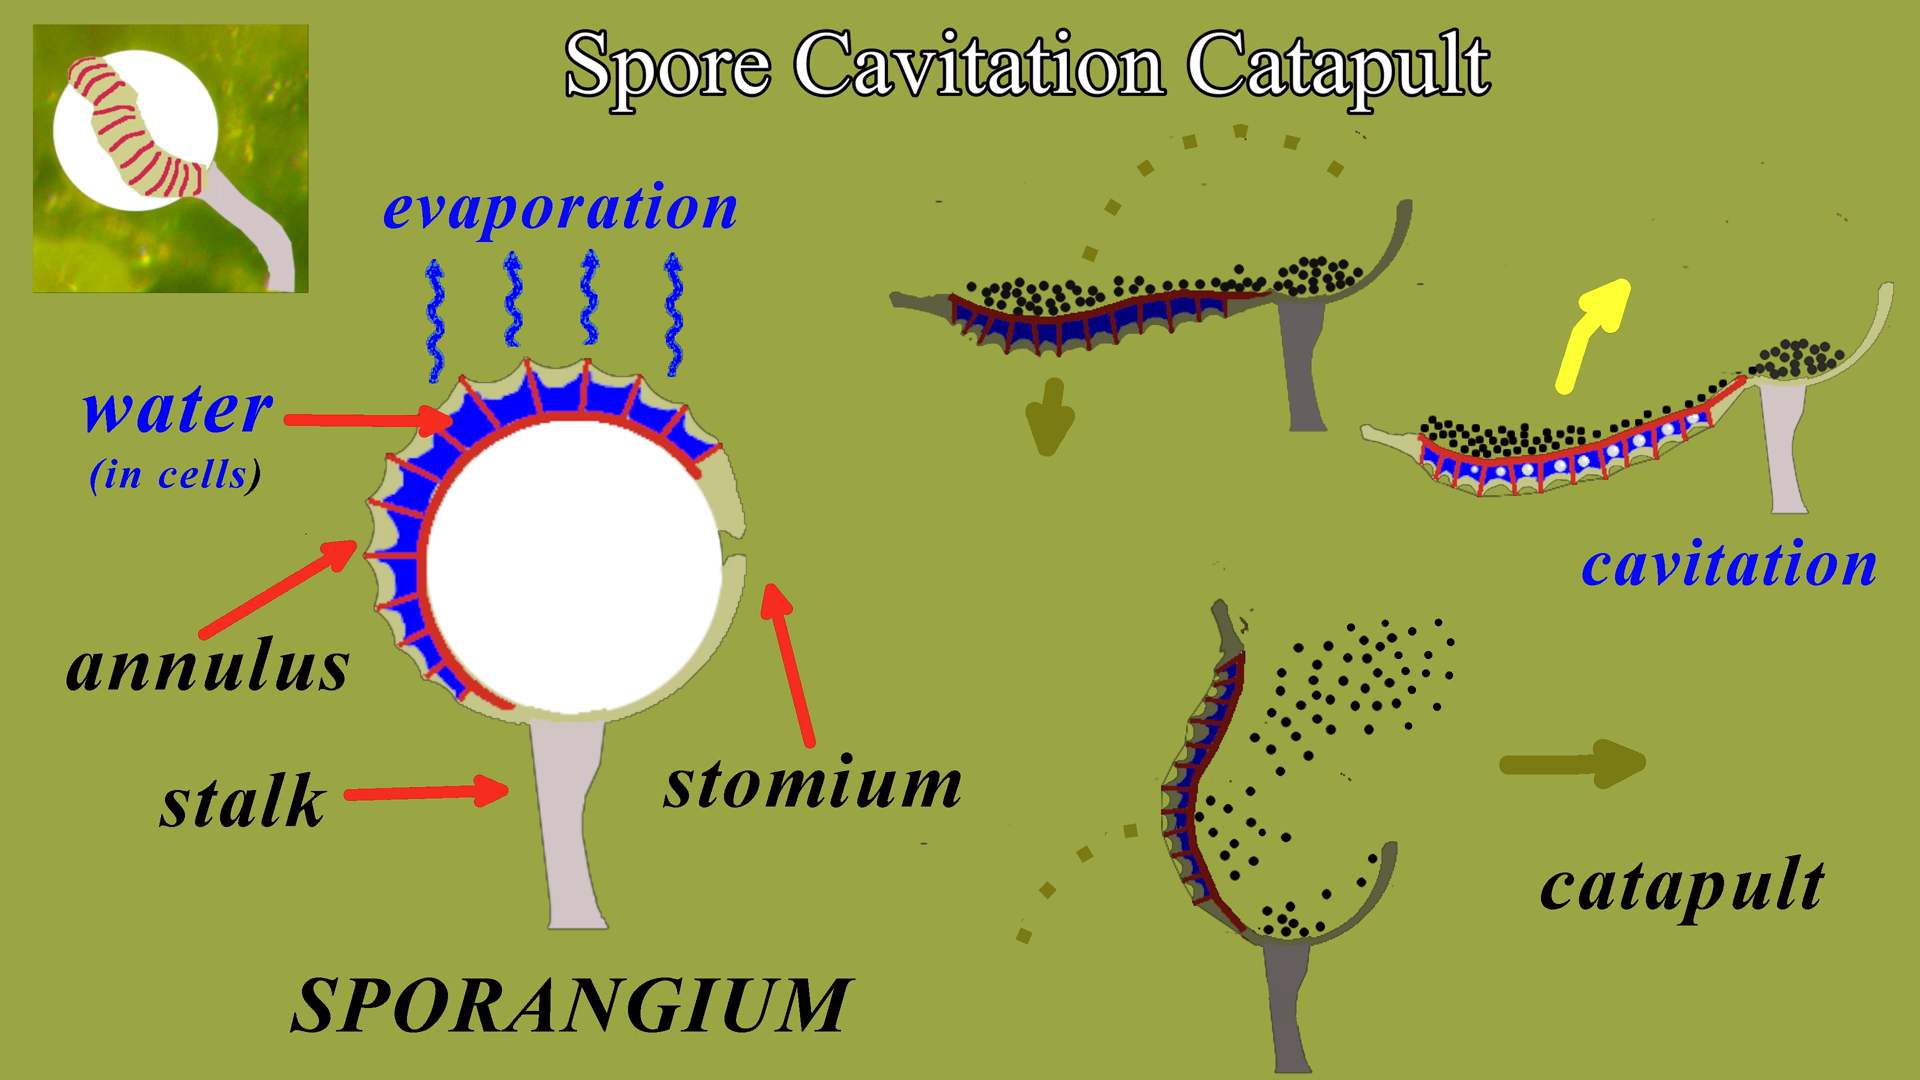 Spore Cavitation Catapult
evaporation
water
(in cells)
annulus
stalk
stomium
SPORANGIUM
cavitation
catapult